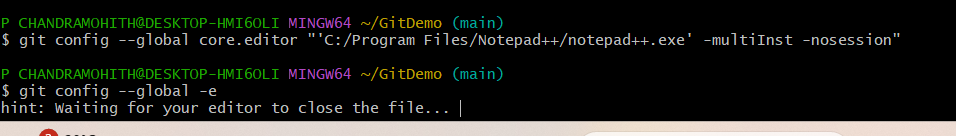 P CHANDRAMOHITH@DESKTOP-HMI6OLI MINGW64 ~/GitDemo (main)
$ git config --global core.editor "'C:/Program Files/Notepad++/notepad++.exe' -multiInst -nosession"
P CHANDRAMOHITH@DESKTOP-HMI6OLI MINGW64 ~/GitDemo (main)
$ git config --global -e
hint: Waiting for your editor to close the file...